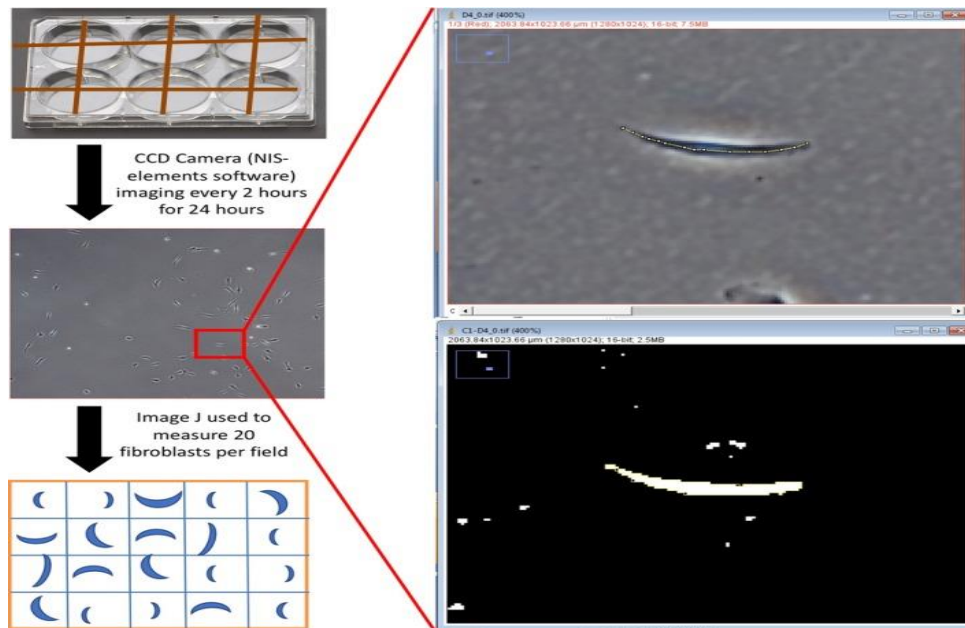 CCD Camera (NIS-
elements software)
imaging every 2 hours
for 24 hours
Image J used to
measure 20
fibroblasts per field
D4_0.tif (400%)
1/3 (Red); 2063.84x1023.66 µm (1280x1024); 16-bit; 7.5MB
C
C1-D4_0.tif (400%)
2063.84x1023.66 µm (1280x1024); 16-bit; 2.5MB